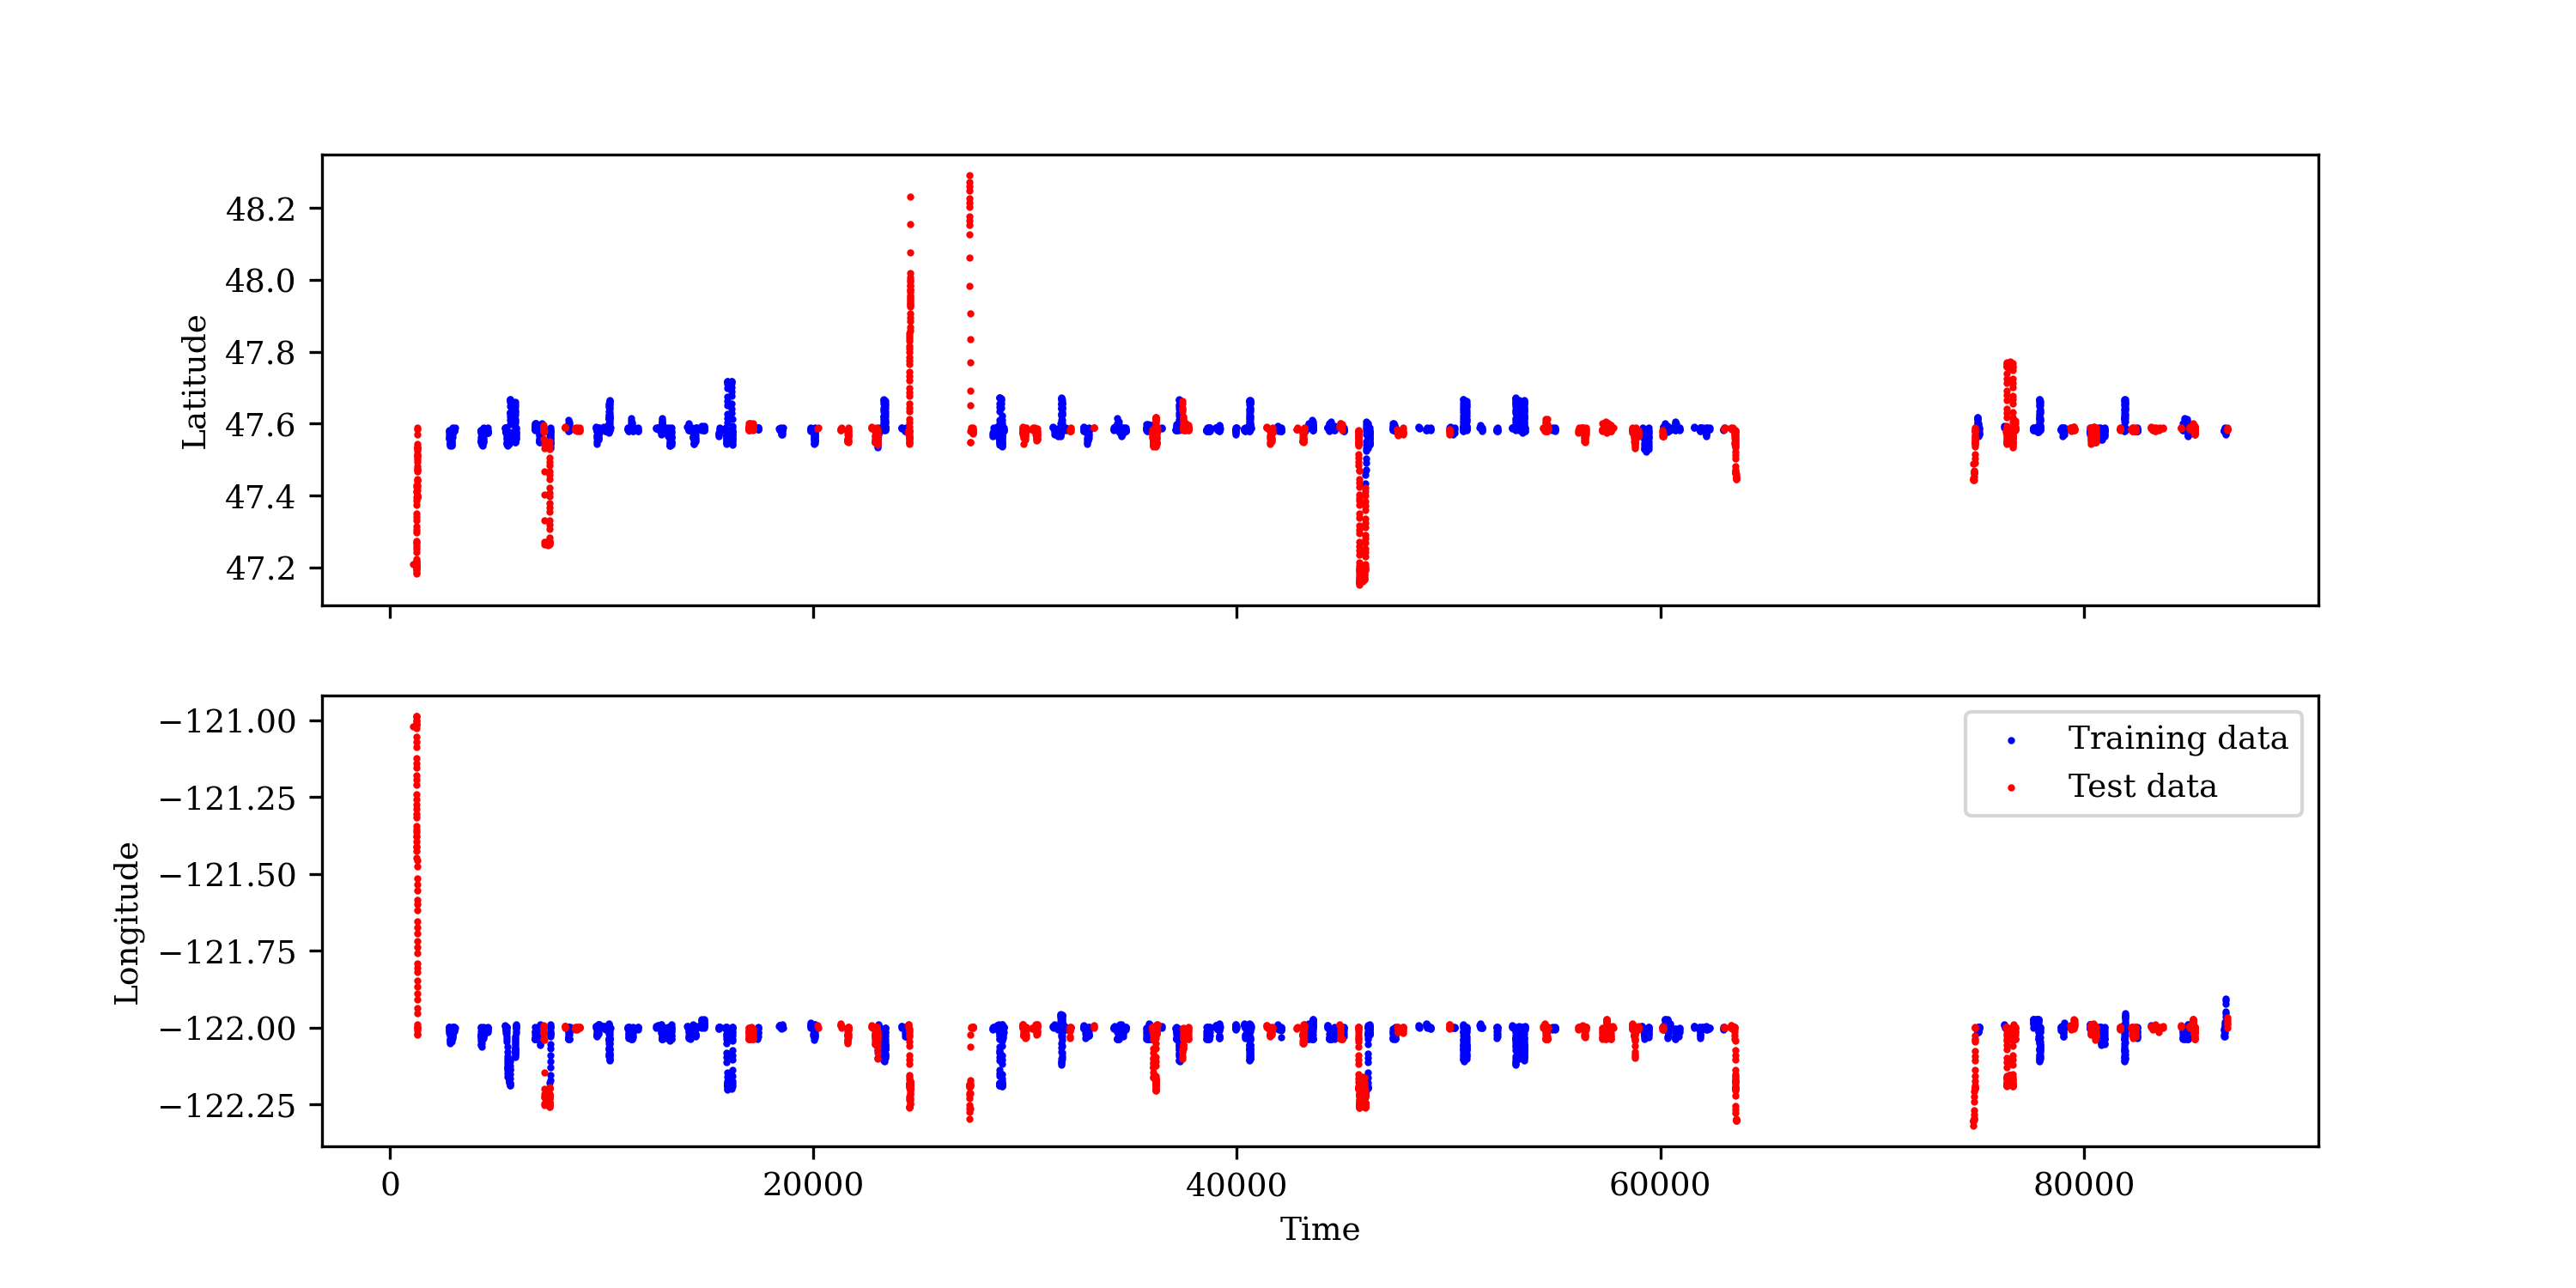 48.2
48.0
47.8
47.6
47.4
47.2
Latitude
−121.00
−121.25
−121.50
−121.75
−122.00
−122.25
Longitude
Training data
Test data
0 20000 40000 60000 80000
Time